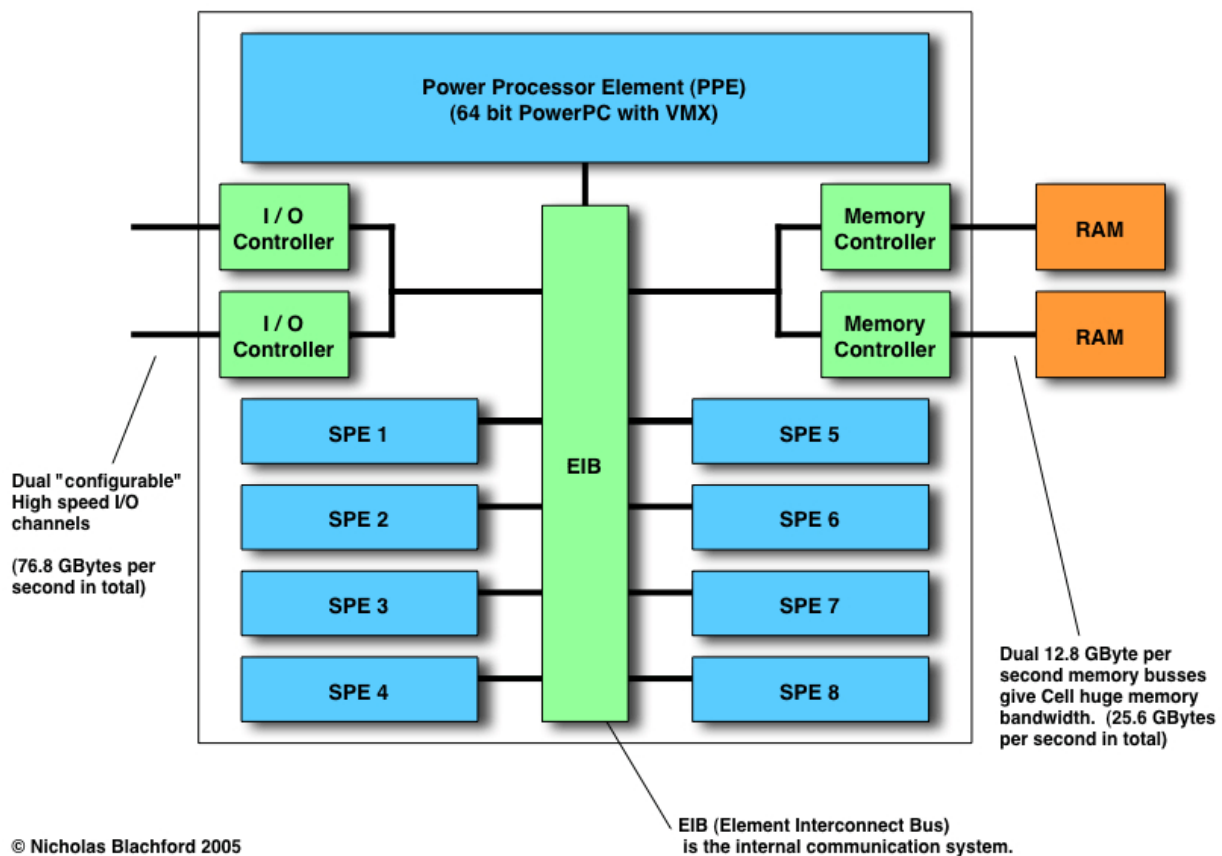 Power Processor Element (PPE)
(64 bit PowerPC with VMX)
I / O
Controller
Memory
Controller
RAM
I / O
Controller
Memory
Controller
RAM
EIB
SPE 1
SPE 5
SPE 2
SPE 6
SPE 3
SPE 7
SPE 4
SPE 8
Dual "configurable"
High speed I/O
channels
(76.8 GBytes per
second in total)
Dual 12.8 GByte per
second memory busses
give Cell huge memory
bandwidth. (25.6 GBytes
per second in total)
EIB (Element Interconnect Bus)
is the internal communication system.
© Nicholas Blachford 2005